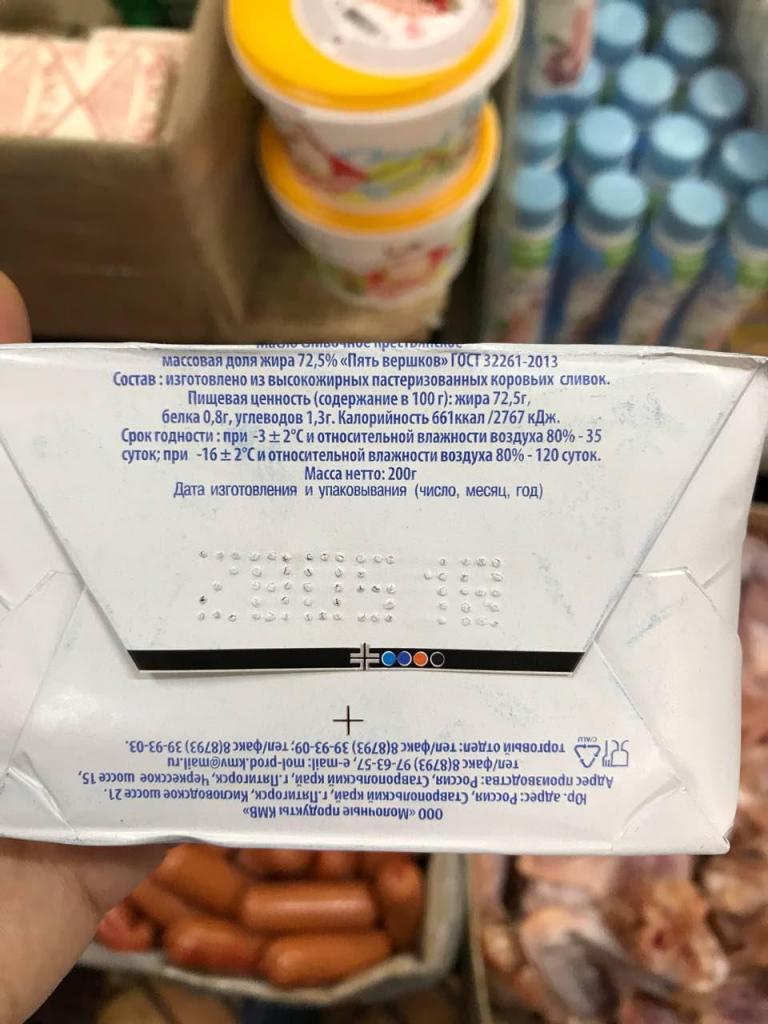 Масло сливочное крестьянское
массовая доля жира 72,5% «Пять вершков» ГОСТ 32261-2013
Состав : изготовлено из высокожирных пастеризованных коровьих сливок.
Пищевая ценность (содержание в 100 г): жира 72,5г,
белка 0,8г, углеводов 1,3г. Калорийность 661ккал /2767 кДж.
Срок годности : при -3 ± 2°С и относительной влажности воздуха 80% - 35
суток; при -16 ± 2°С и относительной влажности воздуха 80% - 120 суток.
Масса нетто: 200г
Дата изготовления и упаковывания (число, месяц, год)
ООО «Молочные продукты КМВ»
Юр. адрес: Россия, Ставропольский край, г.Пятигорск, Кисловодское шоссе 21.
Адрес производства: Россия, Ставропольский край, г.Пятигорск, Черкесское шоссе 15,
тел/факс 8(8793) 97-63-57, e-mail: mol-prod.kmv@mail.ru
торговый отдел: тел/факс 8(8793) 39-93-09; тел/факс 8(8793) 39-93-03.
C/ALU